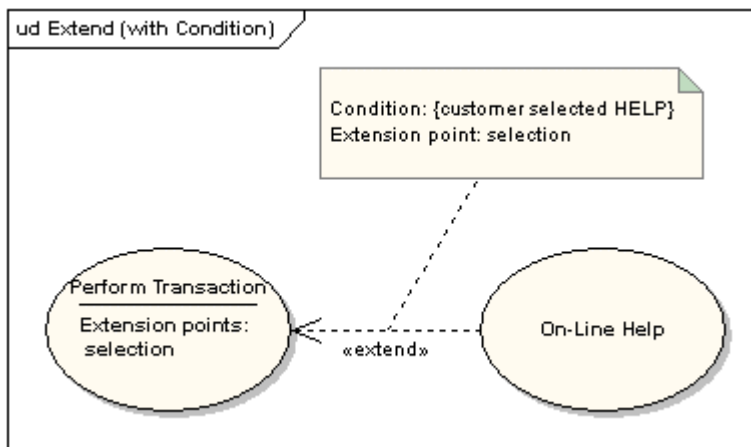 ud Extend (with Condition)
Condition: {customer selected HELP}
Extension point: selection
Perform Transaction
Extension points:
selection
«extend»
On-Line Help